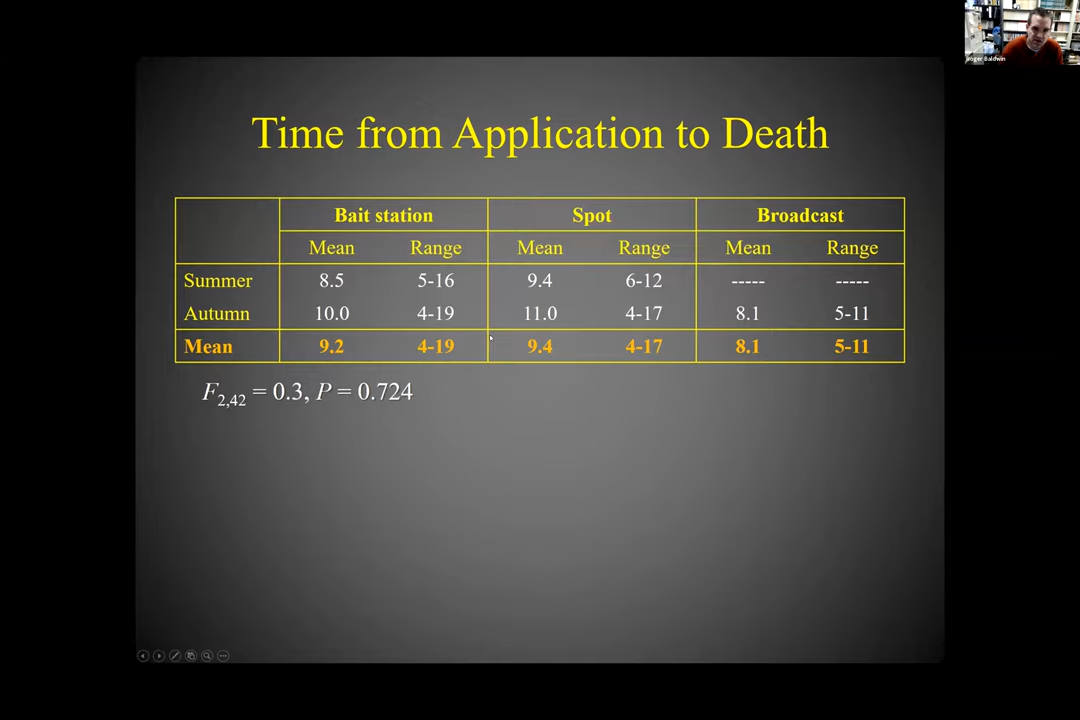 Roger Baldwin
Time from Application to Death
Bait station Spot Broadcast
Mean Range Mean Range Mean Range
Summer 8.5 5-16 9.4 6-12 ----- -----
Autumn 10.0 4-19 11.0 4-17 8.1 5-11
Mean 9.2 4-19 9.4 4-17 8.1 5-11
F2,42 = 0.3, P = 0.724